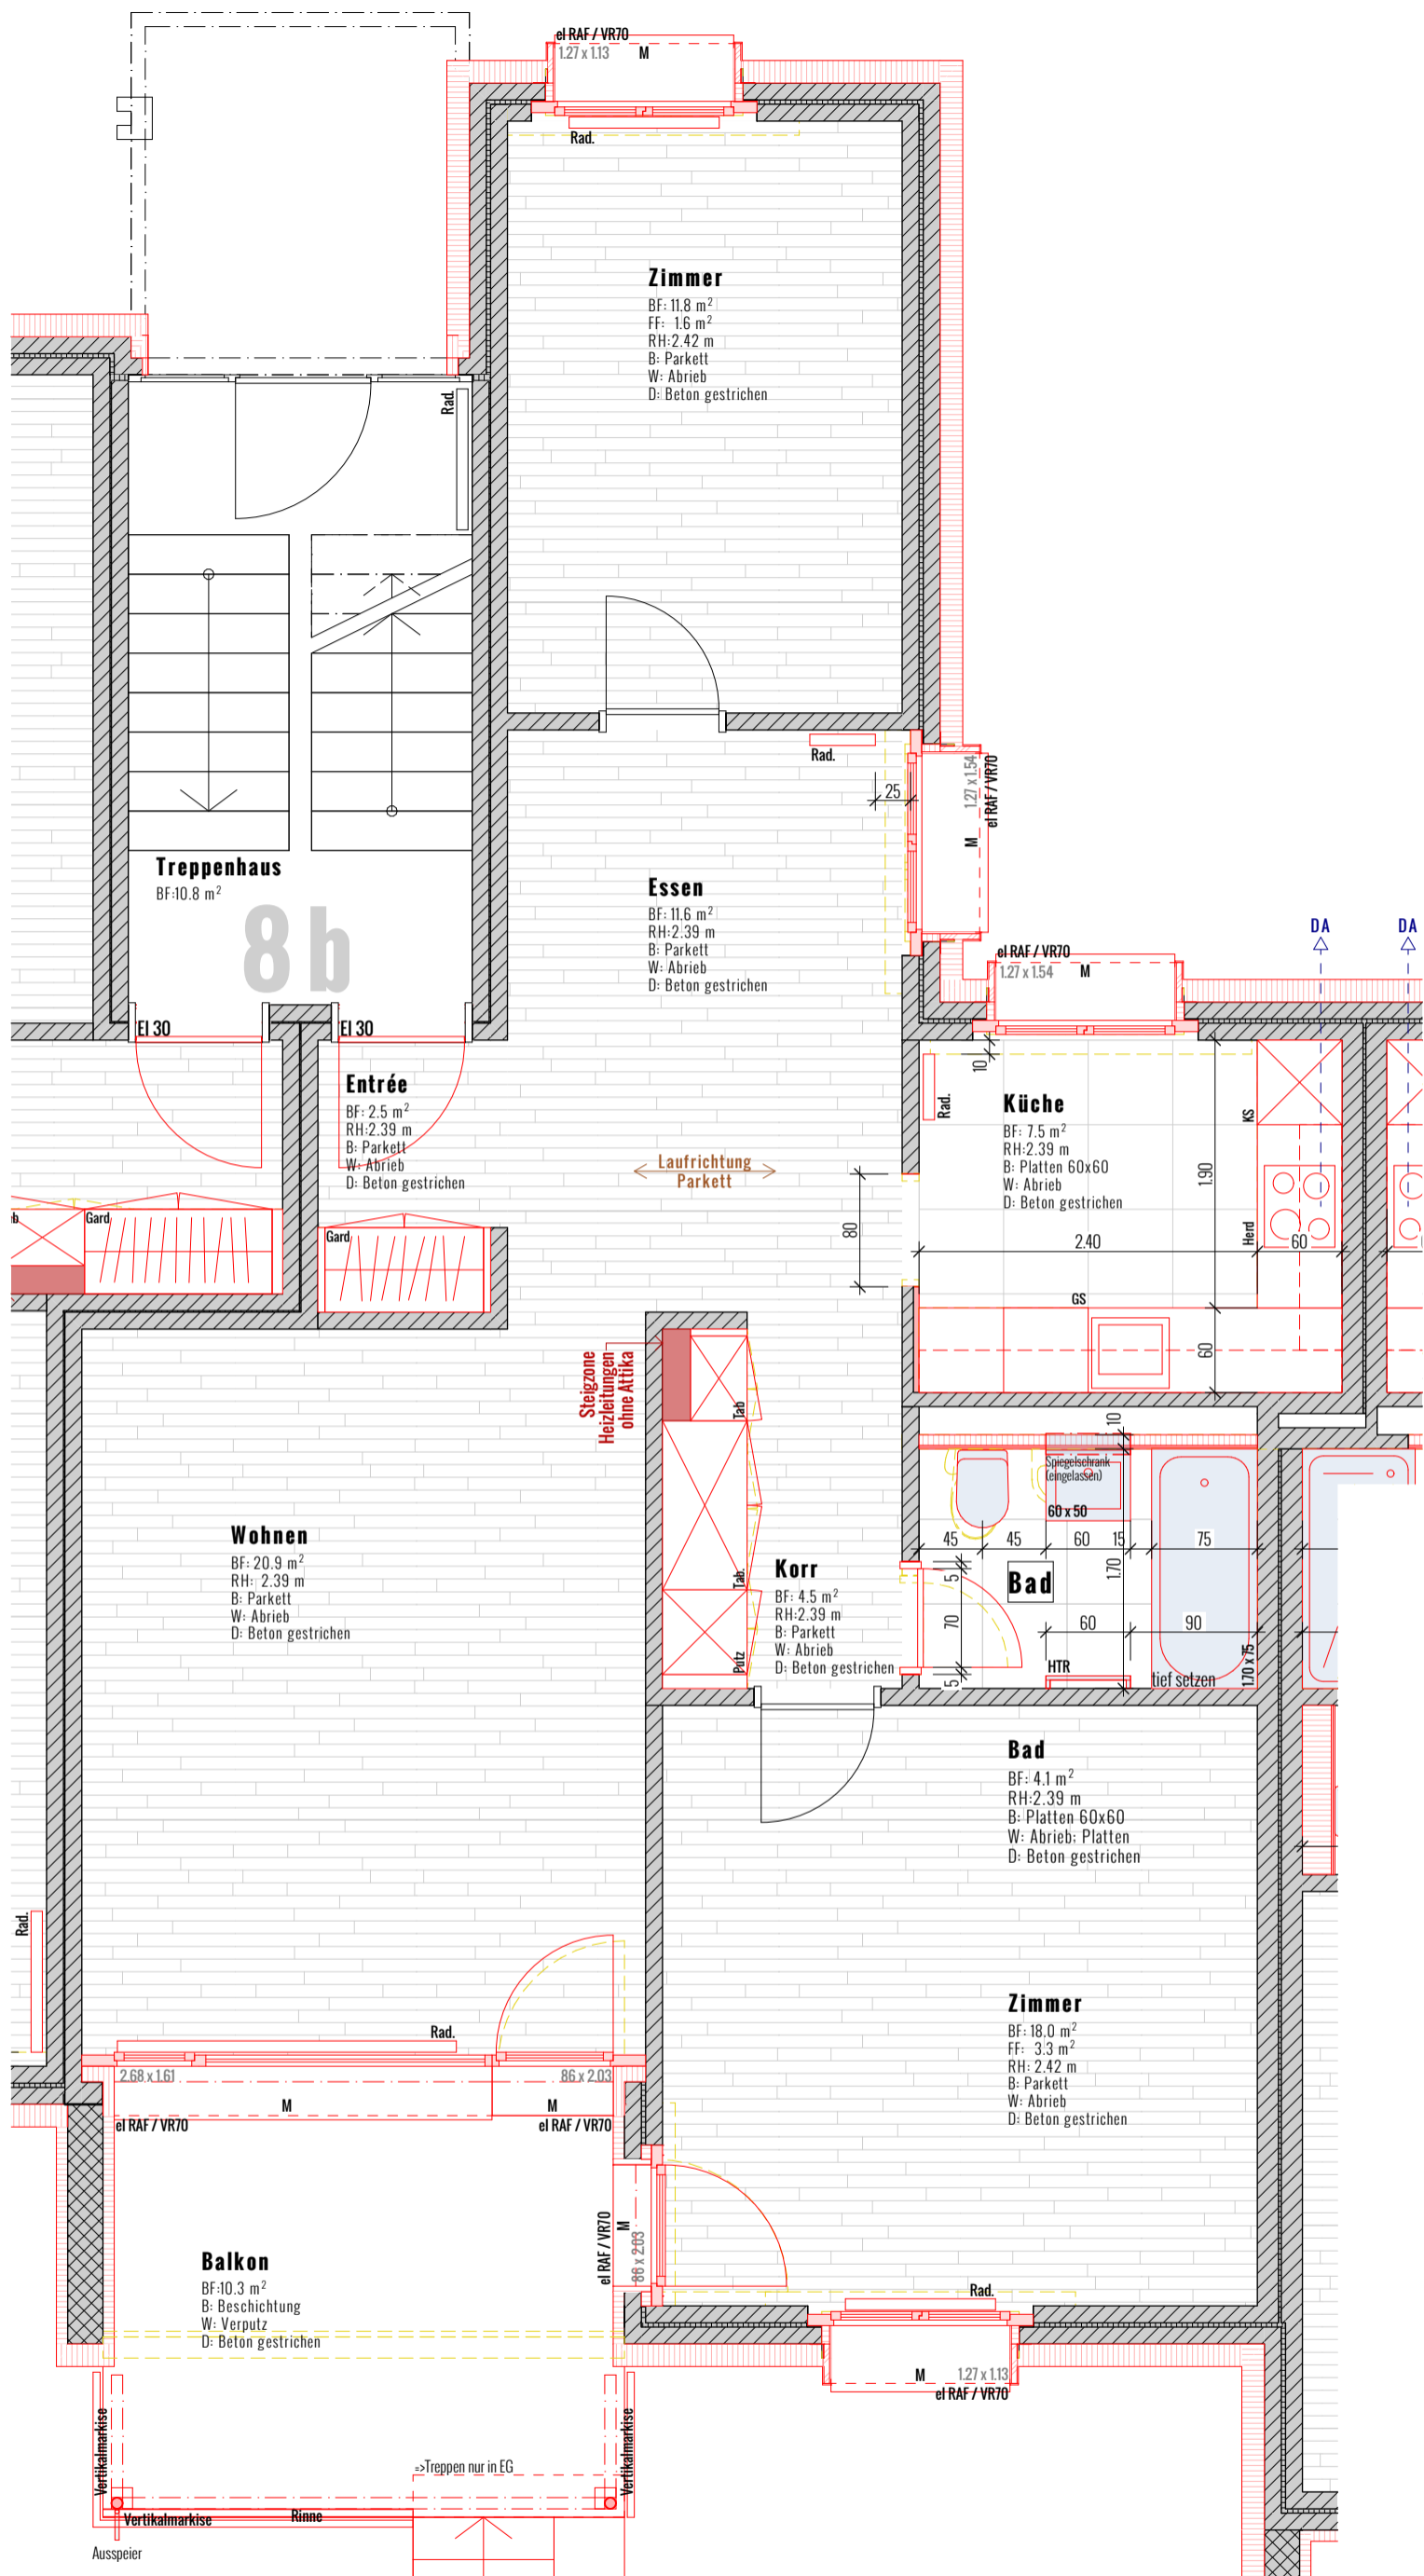 el RAF / VR70
1.27 x 1.13
M
Rad.
Zimmer
BF: 11.8 m²
FF: 1.6 m²
RH:2.42 m
B: Parkett
W: Abrieb
D: Beton gestrichen
Rad.
Rad.
25
1.27 x 1.54
el RAF / VR70
M
Treppenhaus
BF:10.8 m²
8b
Essen
BF: 11.6 m²
RH:2.39 m
B: Parkett
W: Abrieb
D: Beton gestrichen
DA
DA
el RAF / VR70
1.27 x 1.54
M
EI 30
EI 30
Entrée
BF: 2.5 m²
RH:2.39 m
B: Parkett
W: Abrieb
D: Beton gestrichen
10
Rad.
Küche
BF: 7.5 m²
RH:2.39 m
B: Platten 60x60
W: Abrieb
D: Beton gestrichen
KS
1.90
Herd
Laufrichtung
Parkett
80
2.40
60
Gard
Gard
GS
60
Steigzone
Heizleitungen
ohne Attika
Tab
Tab.
Putz
10
Spiegelschrank
(eingelassen)
60 x 50
45
45
60
15
75
1.70
Bad
5
70
5
60
90
HTR
tief setzen
170 x 75
Wohnen
BF: 20.9 m²
RH: 2.39 m
B: Parkett
W: Abrieb
D: Beton gestrichen
Korr
BF: 4.5 m²
RH:2.39 m
B: Parkett
W: Abrieb
D: Beton gestrichen
Bad
BF: 4.1 m²
RH:2.39 m
B: Platten 60x60
W: Abrieb; Platten
D: Beton gestrichen
Rad.
Rad.
Zimmer
BF: 18.0 m²
FF: 3.3 m²
RH: 2.42 m
B: Parkett
W: Abrieb
D: Beton gestrichen
2.68 x 1.61
86 x 2.03
M
M
el RAF / VR70
el RAF / VR70
el RAF / VR70
M
86 x 2.03
Balkon
BF:10.3 m²
B: Beschichtung
W: Verputz
D: Beton gestrichen
Rad.
M
1.27 x 1.13
el RAF / VR70
Vertikalmarkise
Vertikalmarkise
=>Treppen nur in EG
Vertikalmarkise
Rinne
Ausspeier